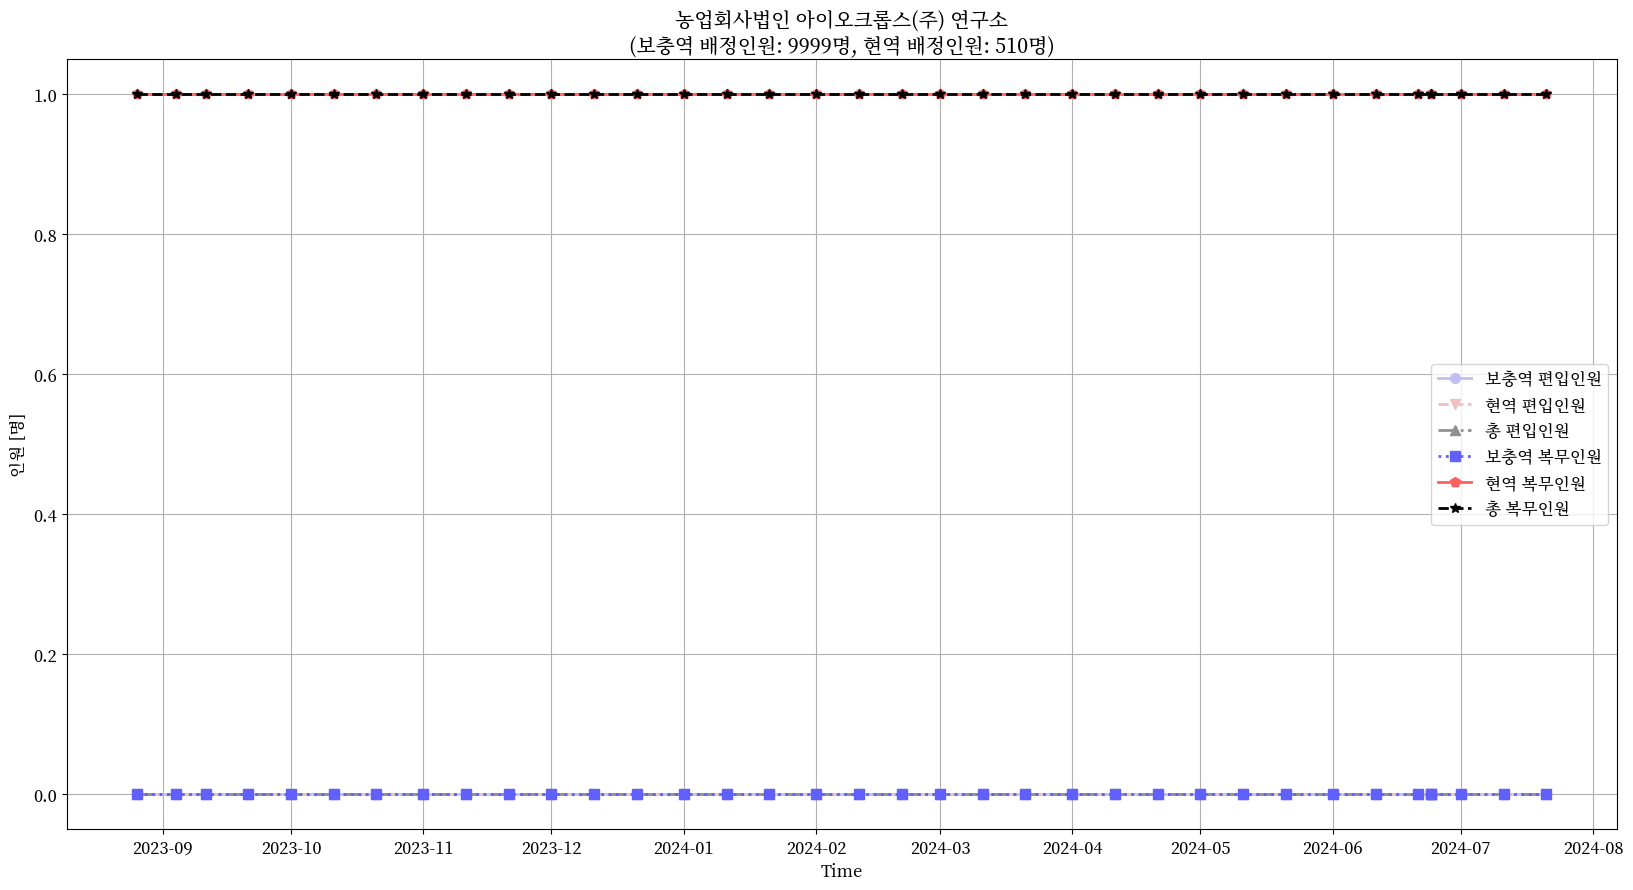 농업회사법인 아이오크롭스(주) 연구소
(보충역 배정인원: 9999명, 현역 배정인원: 510명)
1.0
0.8
0.6
0.4
0.2
0.0
인원 [명]
보충역 편입인원
현역 편입인원
총 편입인원
보충역 복무인원
현역 복무인원
총 복무인원
2023-09 2023-10 2023-11 2023-12 2024-01 2024-02 2024-03 2024-04 2024-05 2024-06 2024-07 2024-08
Time